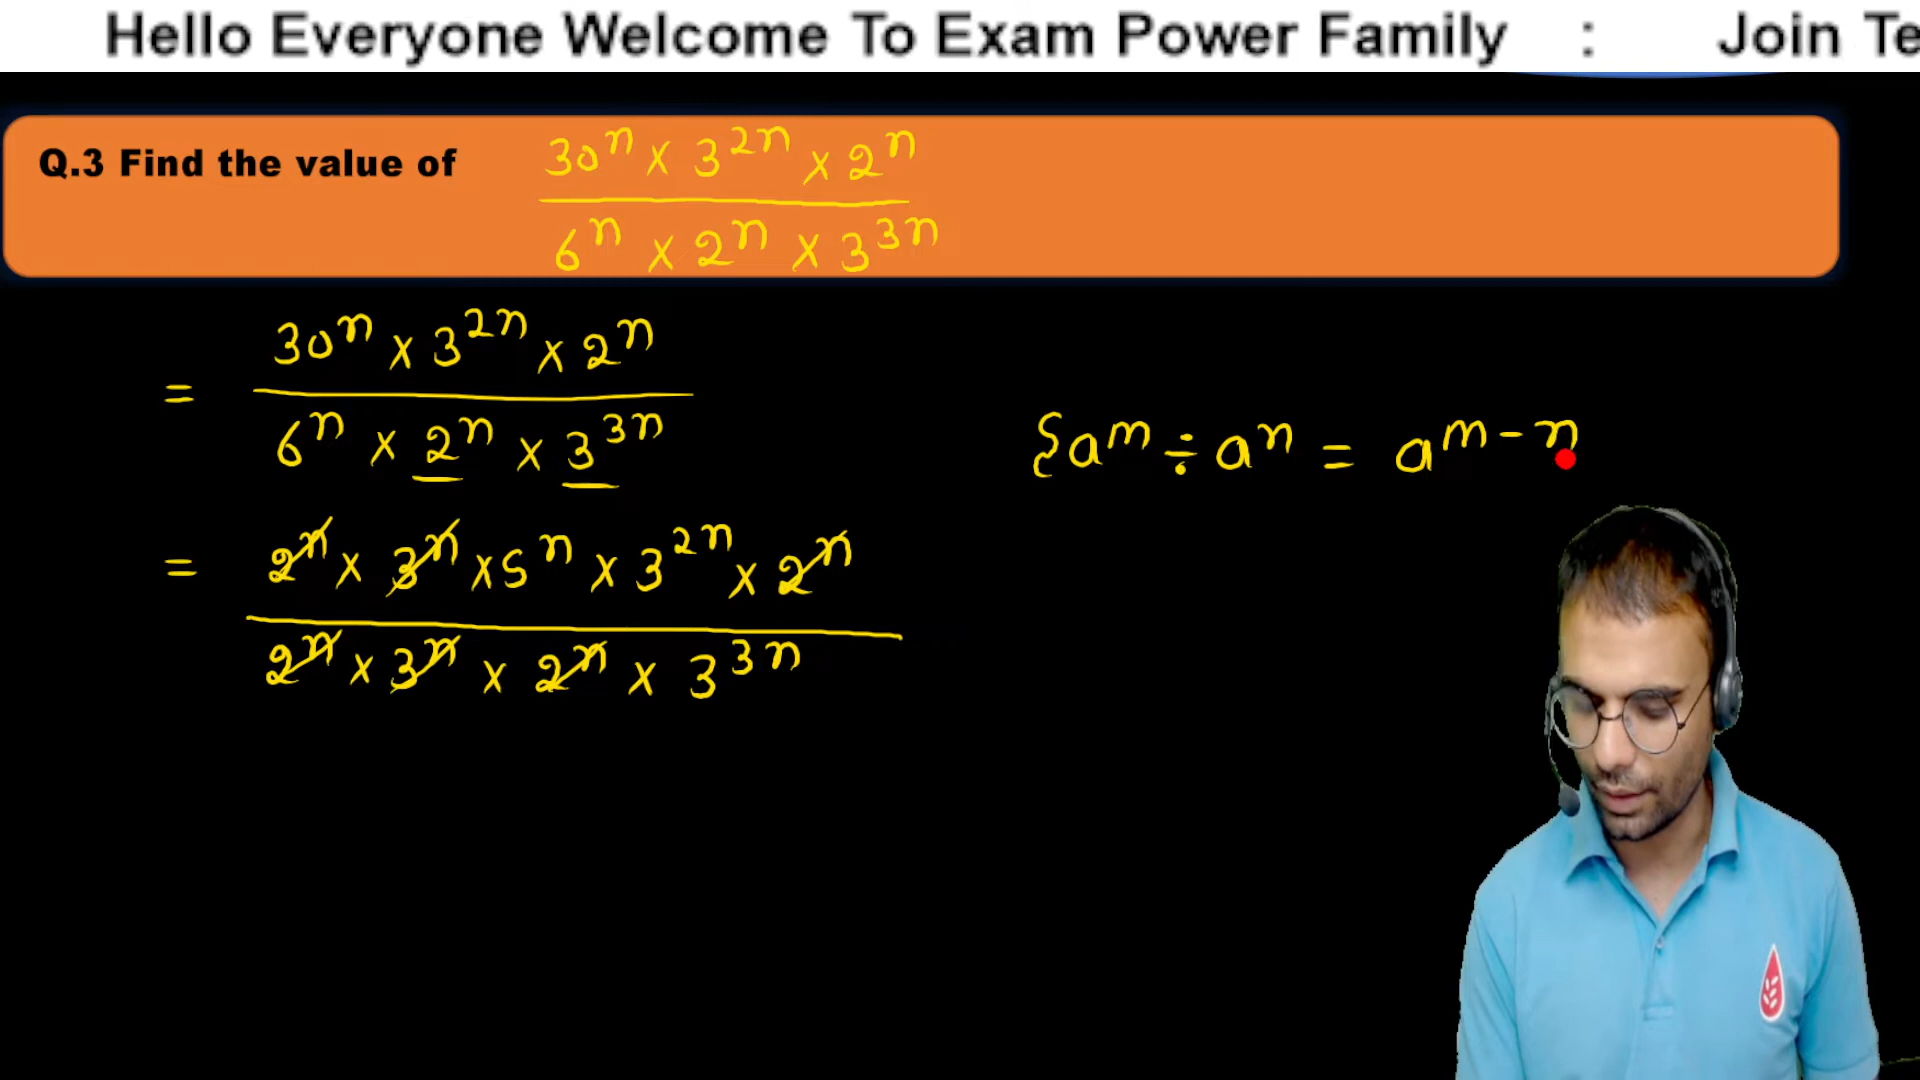 Hello Everyone Welcome To Exam Power Family : Join Te
Q.3 Find the value of
30ⁿ × 3²ⁿ × 2ⁿ
6ⁿ × 2ⁿ × 3³ⁿ
30ⁿ × 3²ⁿ × 2ⁿ
=
6ⁿ × 2ⁿ × 3³ⁿ
{aᵐ ÷ aⁿ = aᵐ⁻ⁿ
= 2ⁿ × 3ⁿ × 5ⁿ × 3²ⁿ × 2ⁿ
2ⁿ × 3ⁿ × 2ⁿ × 3³ⁿ